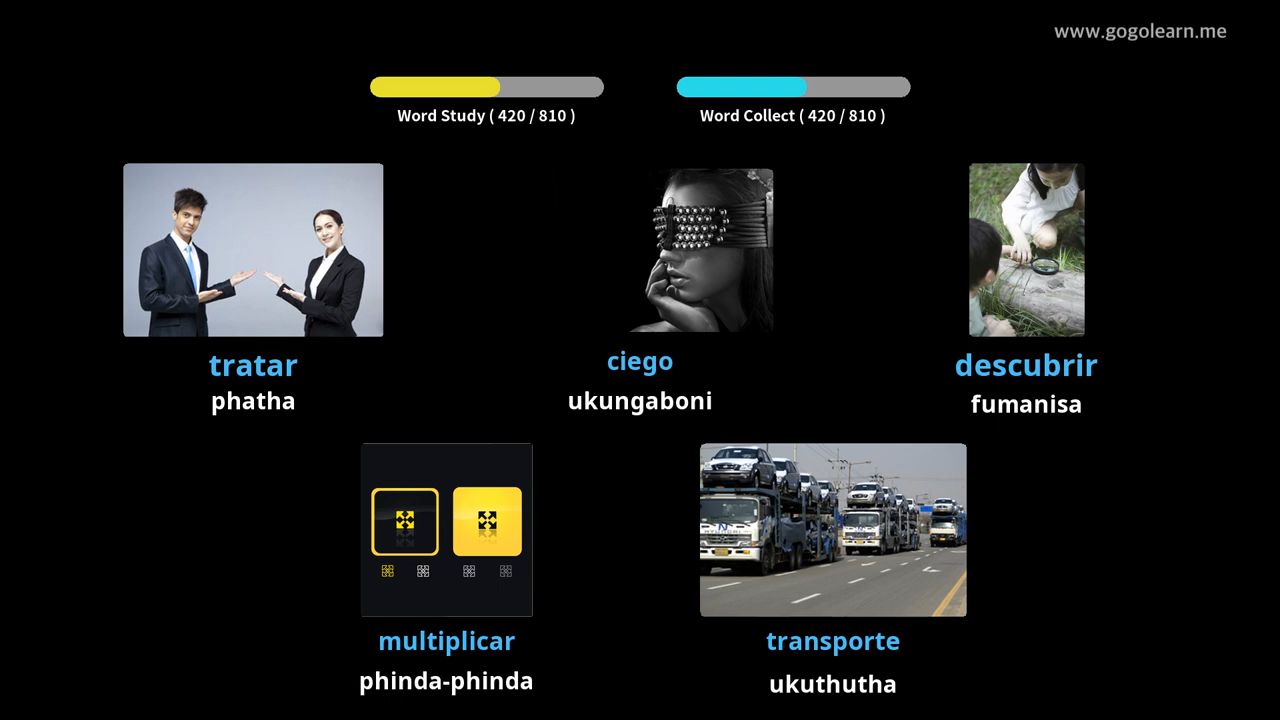 www.gogolearn.me
Word Study ( 420 / 810 )
Word Collect ( 420 / 810 )
tratar
phatha
ciego
ukungaboni
descubrir
fumanisa
multiplicar
phinda-phinda
transporte
ukuthutha